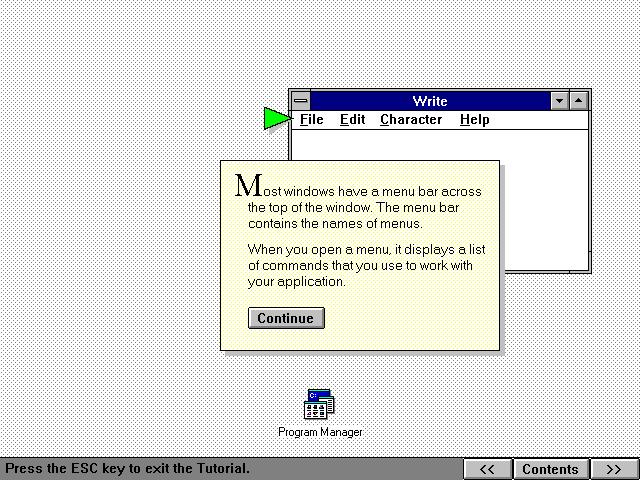 Write
File Edit Character Help
Most windows have a menu bar across
the top of the window. The menu bar
contains the names of menus.
When you open a menu, it displays a list
of commands that you use to work with
your application.
Continue
Program Manager
Press the ESC key to exit the Tutorial.
<< Contents >>